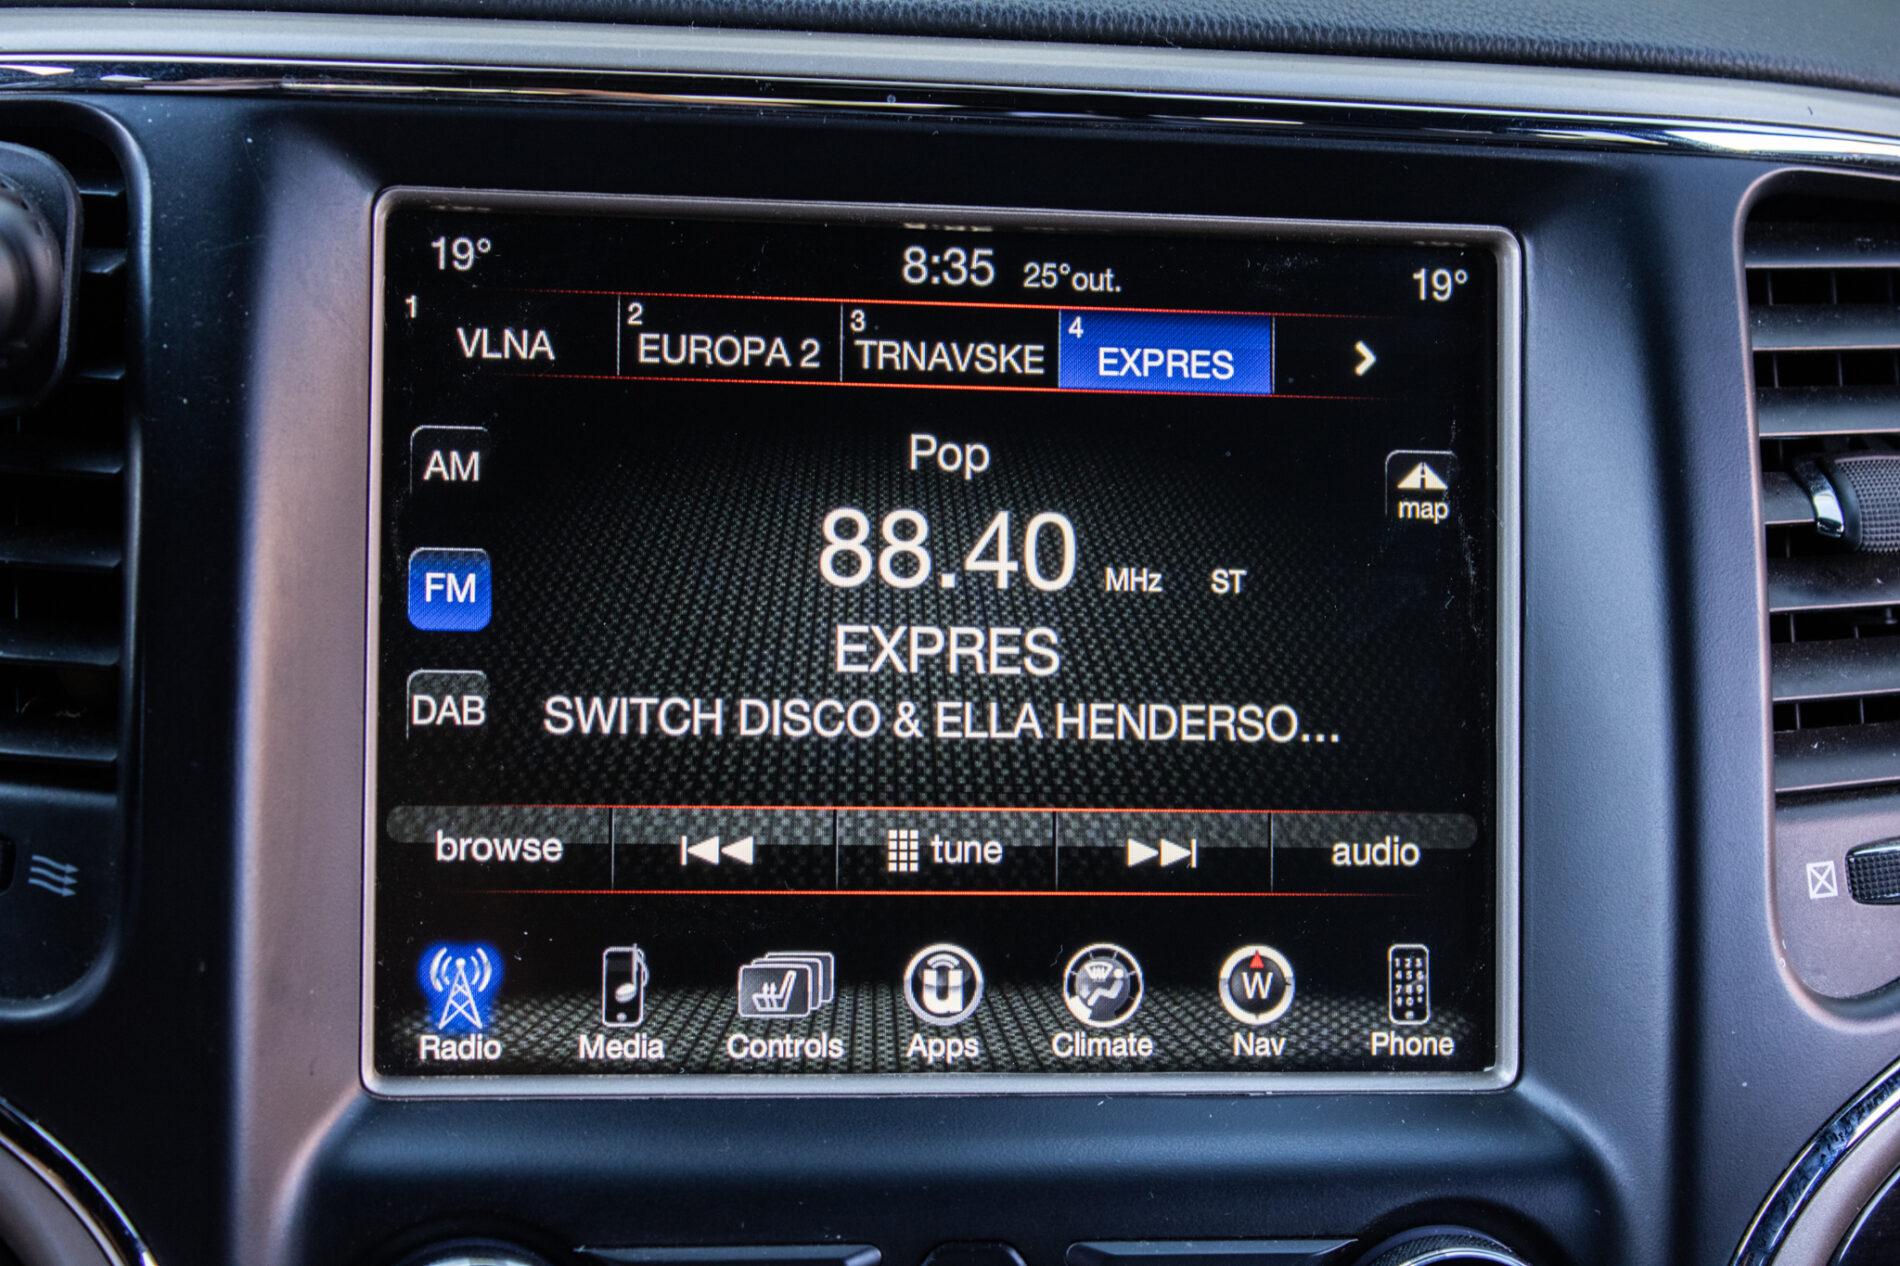 19° 8:35 25°out. 19°
1 VLNA 2 EUROPA 2 3 TRNAVSKE 4 EXPRES
Pop
AM
map
88.40 MHz ST
FM
EXPRES
DAB SWITCH DISCO & ELLA HENDERSO...
browse tune audio
W
Radio Media Controls Apps Climate Nav Phone